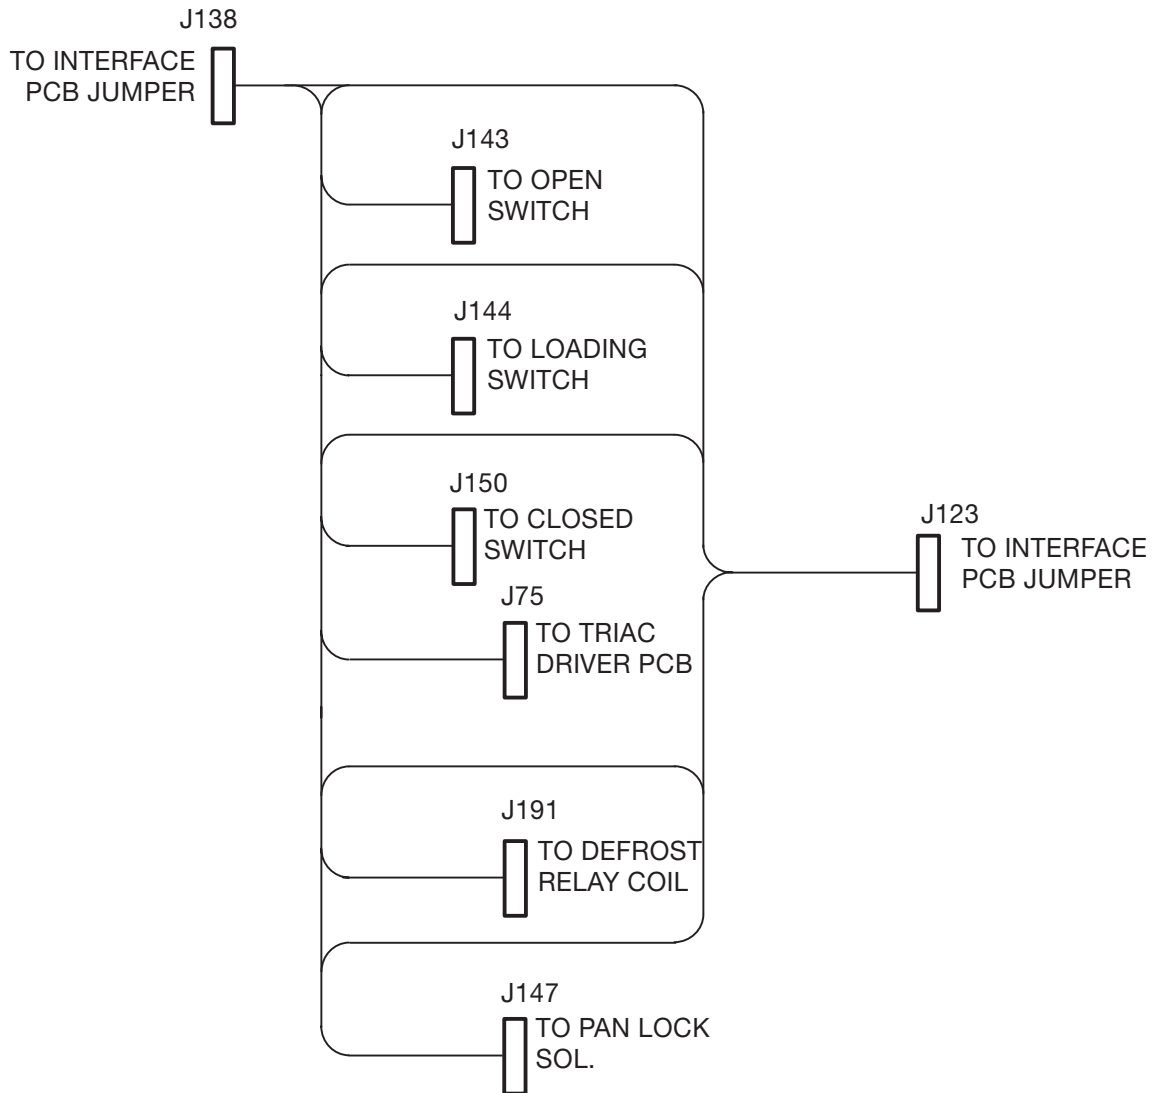 J138
TO INTERFACE
PCB JUMPER
J143
TO OPEN
SWITCH
J144
TO LOADING
SWITCH
J150
TO CLOSED
SWITCH
J123
TO INTERFACE
PCB JUMPER
J75
TO TRIAC
DRIVER PCB
J191
TO DEFROST
RELAY COIL
J147
TO PAN LOCK
SOL.